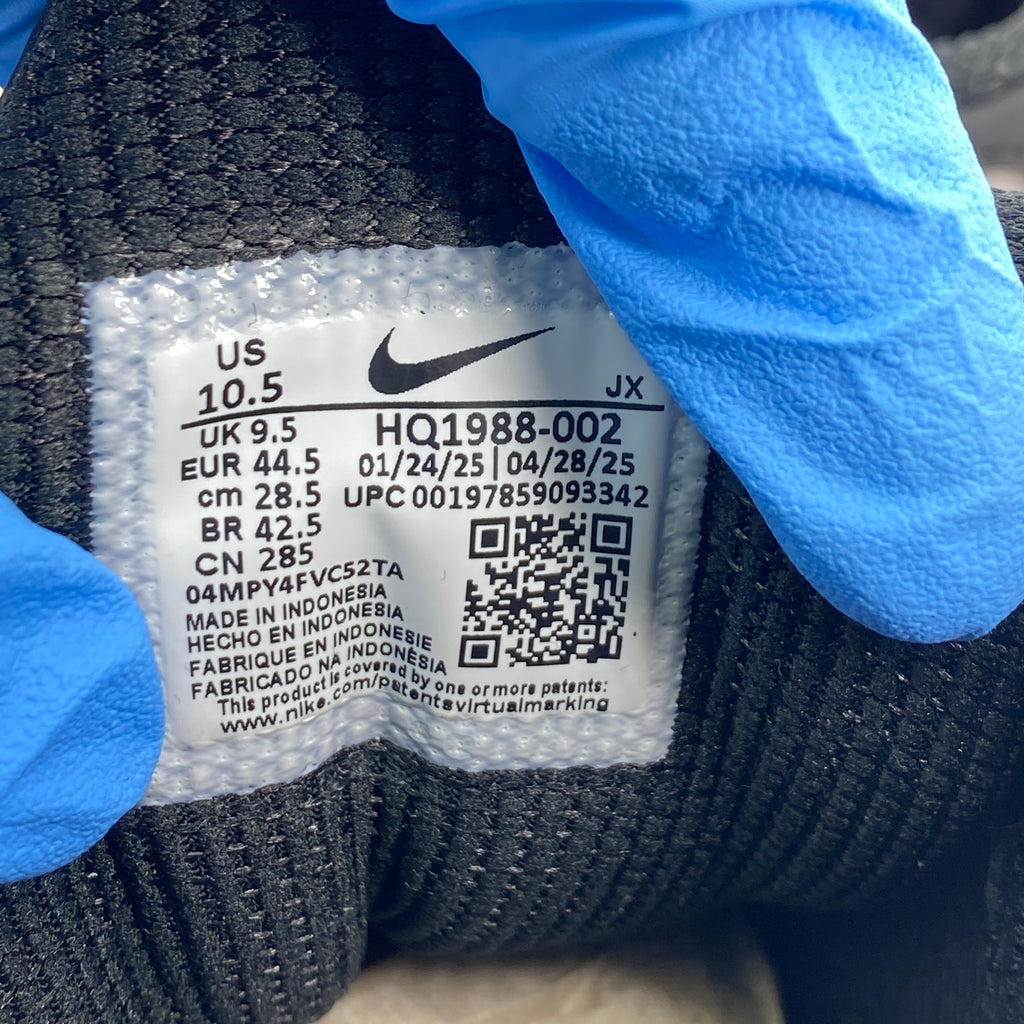 US
10.5
JX
UK 9.5
EUR 44.5
cm 28.5
BR 42.5
CN 285
HQ1988-002
01/24/25 | 04/28/25
UPC 00197859093342
04MPY4FVC52TA
MADE IN INDONESIA
HECHO EN INDONESIA
FABRIQUE EN INDONESIE
FABRICADO NA INDONÉSIA
This product is covered by one or more patents:
www.nike.com/patentsvirtualmarking